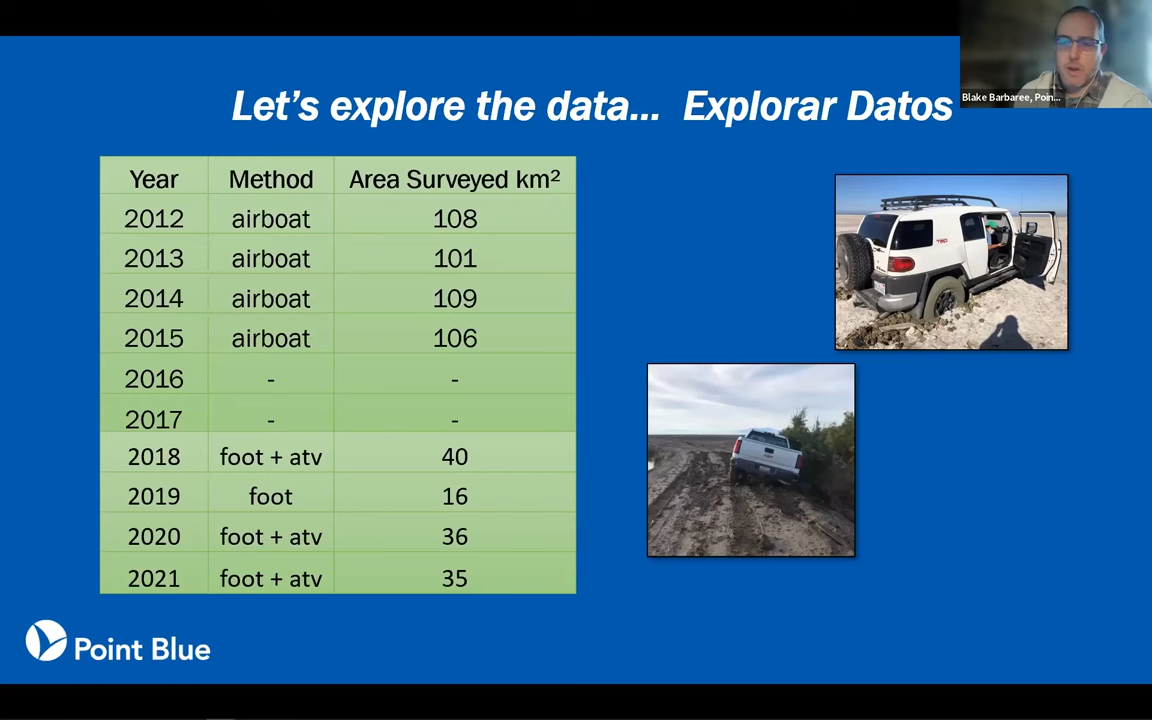 Blake Barbaree, Poin...
Let's explore the data... Explorar Datos
Year Method Area Surveyed km²
2012 airboat 108
2013 airboat 101
2014 airboat 109
2015 airboat 106
2016 - -
2017 - -
2018 foot + atv 40
2019 foot 16
2020 foot + atv 36
2021 foot + atv 35
TRD
Point Blue